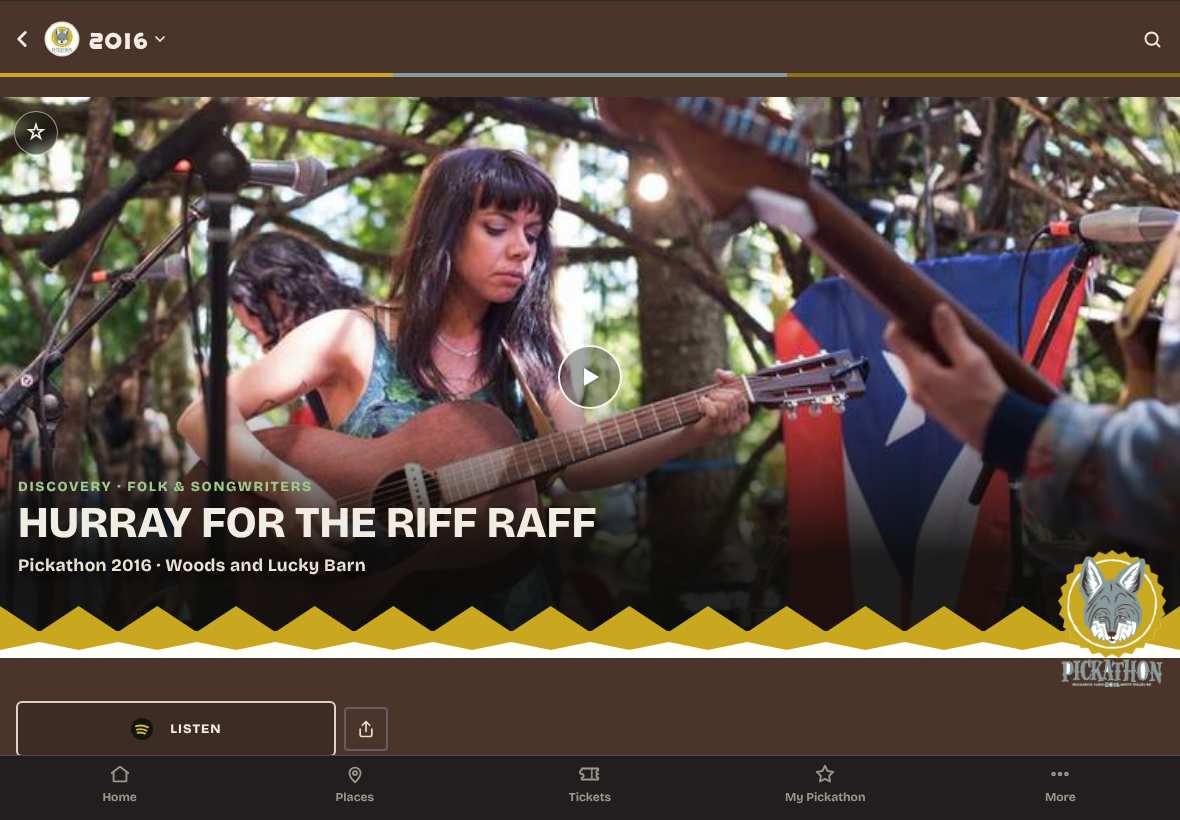 2016
DISCOVERY · FOLK & SONGWRITERS
HURRAY FOR THE RIFF RAFF
Pickathon 2016 · Woods and Lucky Barn
PICKATHON
LISTEN
Home
Places
Tickets
My Pickathon
More